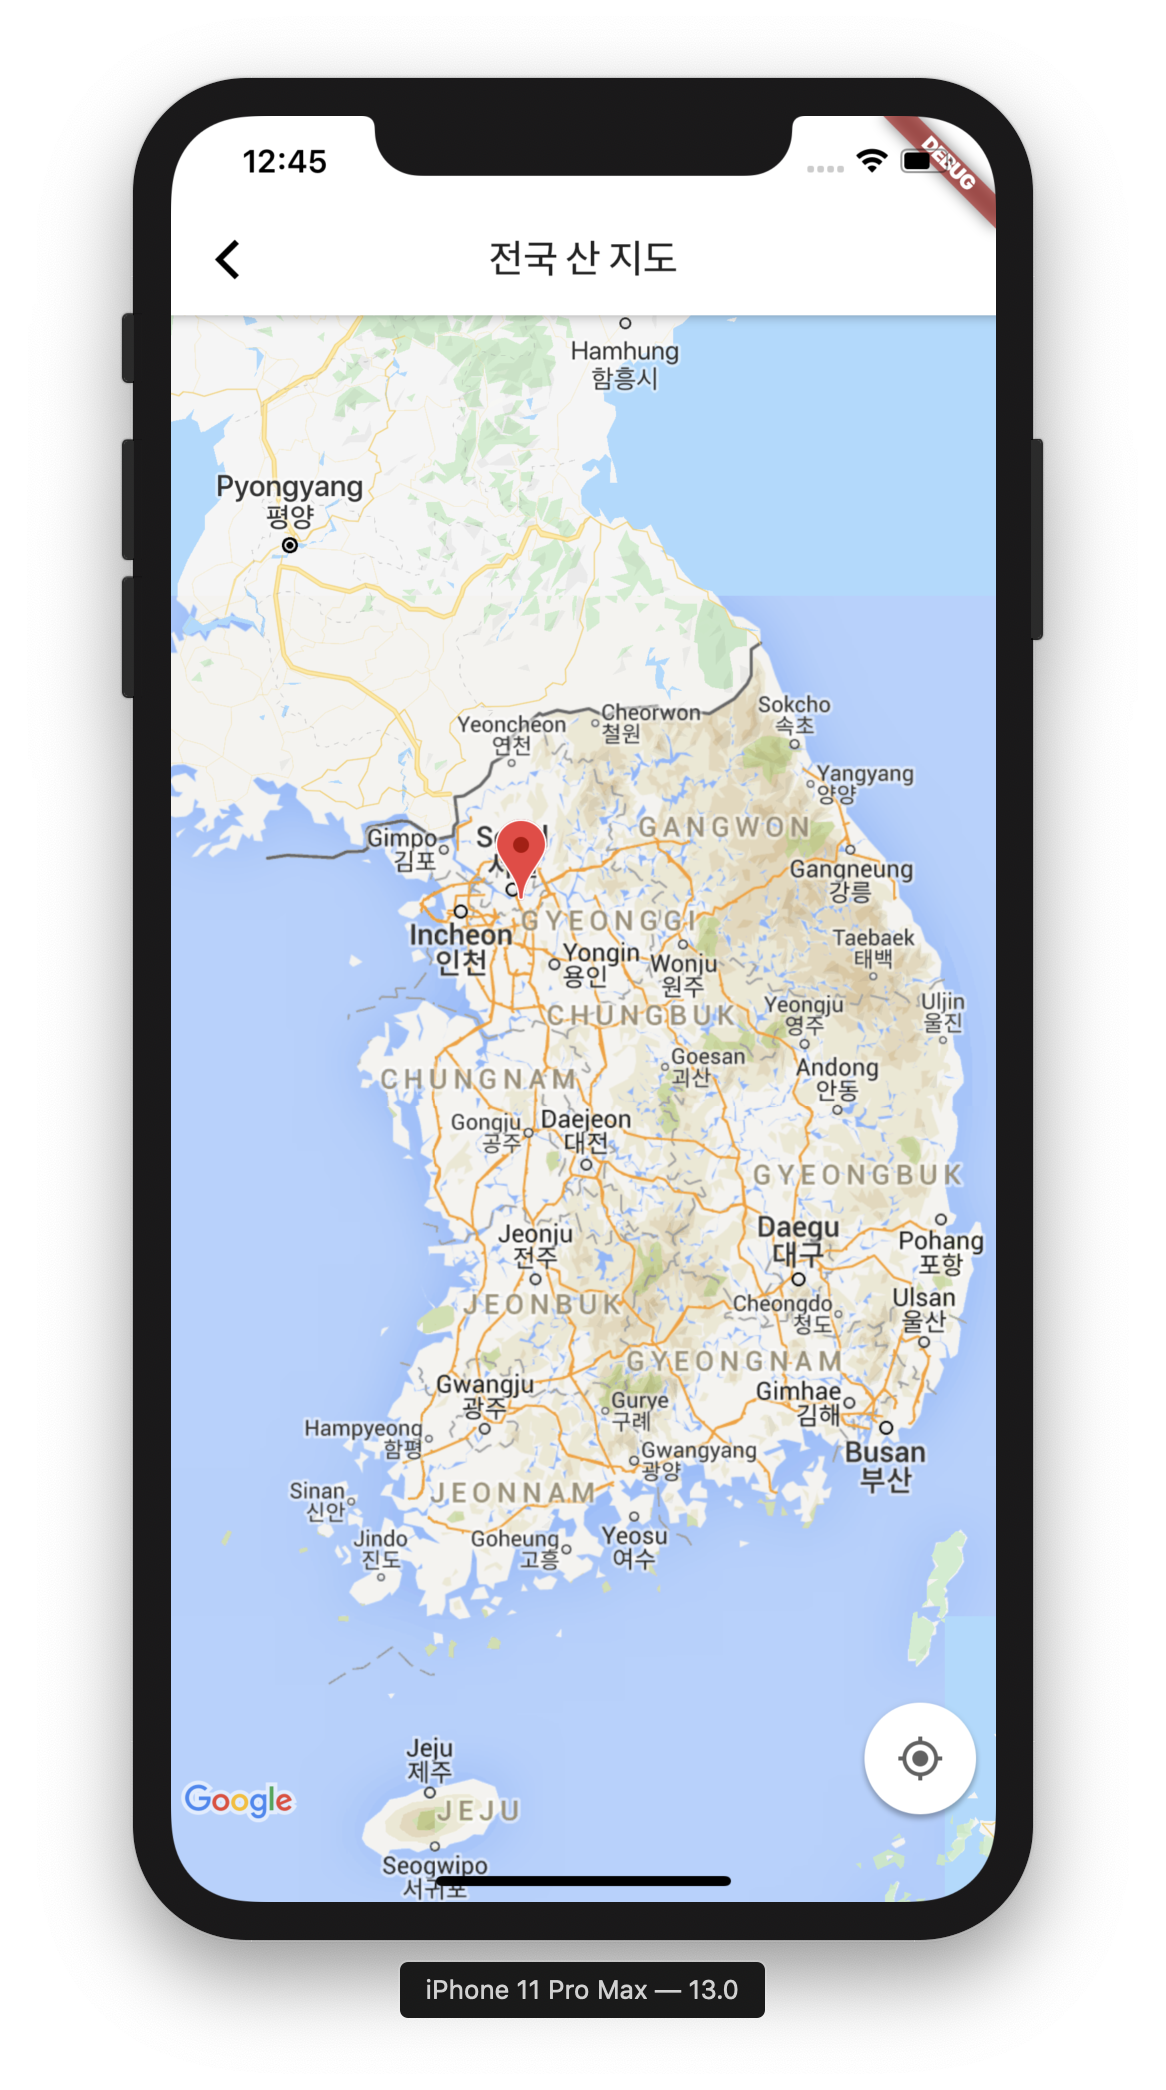 12:45
DEBUG
전국 산 지도
Hamhung
함흥시
Pyongyang
평양
Sokcho
속초
Cheorwon
철원
Yeoncheon
연천
Yangyang
양양
GANGWON
Gimpo
김포
Gangneung
강릉
GYEONGGI
Incheon
인천
Taebaek
태백
Yongin
용인
Wonju
원주
Uljin
울진
Yeongju
영주
CHUNGBUK
Goesan
괴산
Andong
안동
CHUNGNAM
Gongju
공주
Daejeon
대전
GYEONGBUK
Daegu
대구
Jeonju
전주
Pohang
포항
JEONBUK
Cheongdo
청도
Ulsan
울산
GYEONGNAM
Gwangju
광주
Gimhae
김해
Gurye
구례
Hampyeong
함평
Gwangyang
광양
Busan
부산
Sinan
신안
JEONNAM
Jindo
진도
Goheung
고흥
Yeosu
여수
Jeju
제주
Google
JEJU
Seogwipo
서귀포
iPhone 11 Pro Max — 13.0